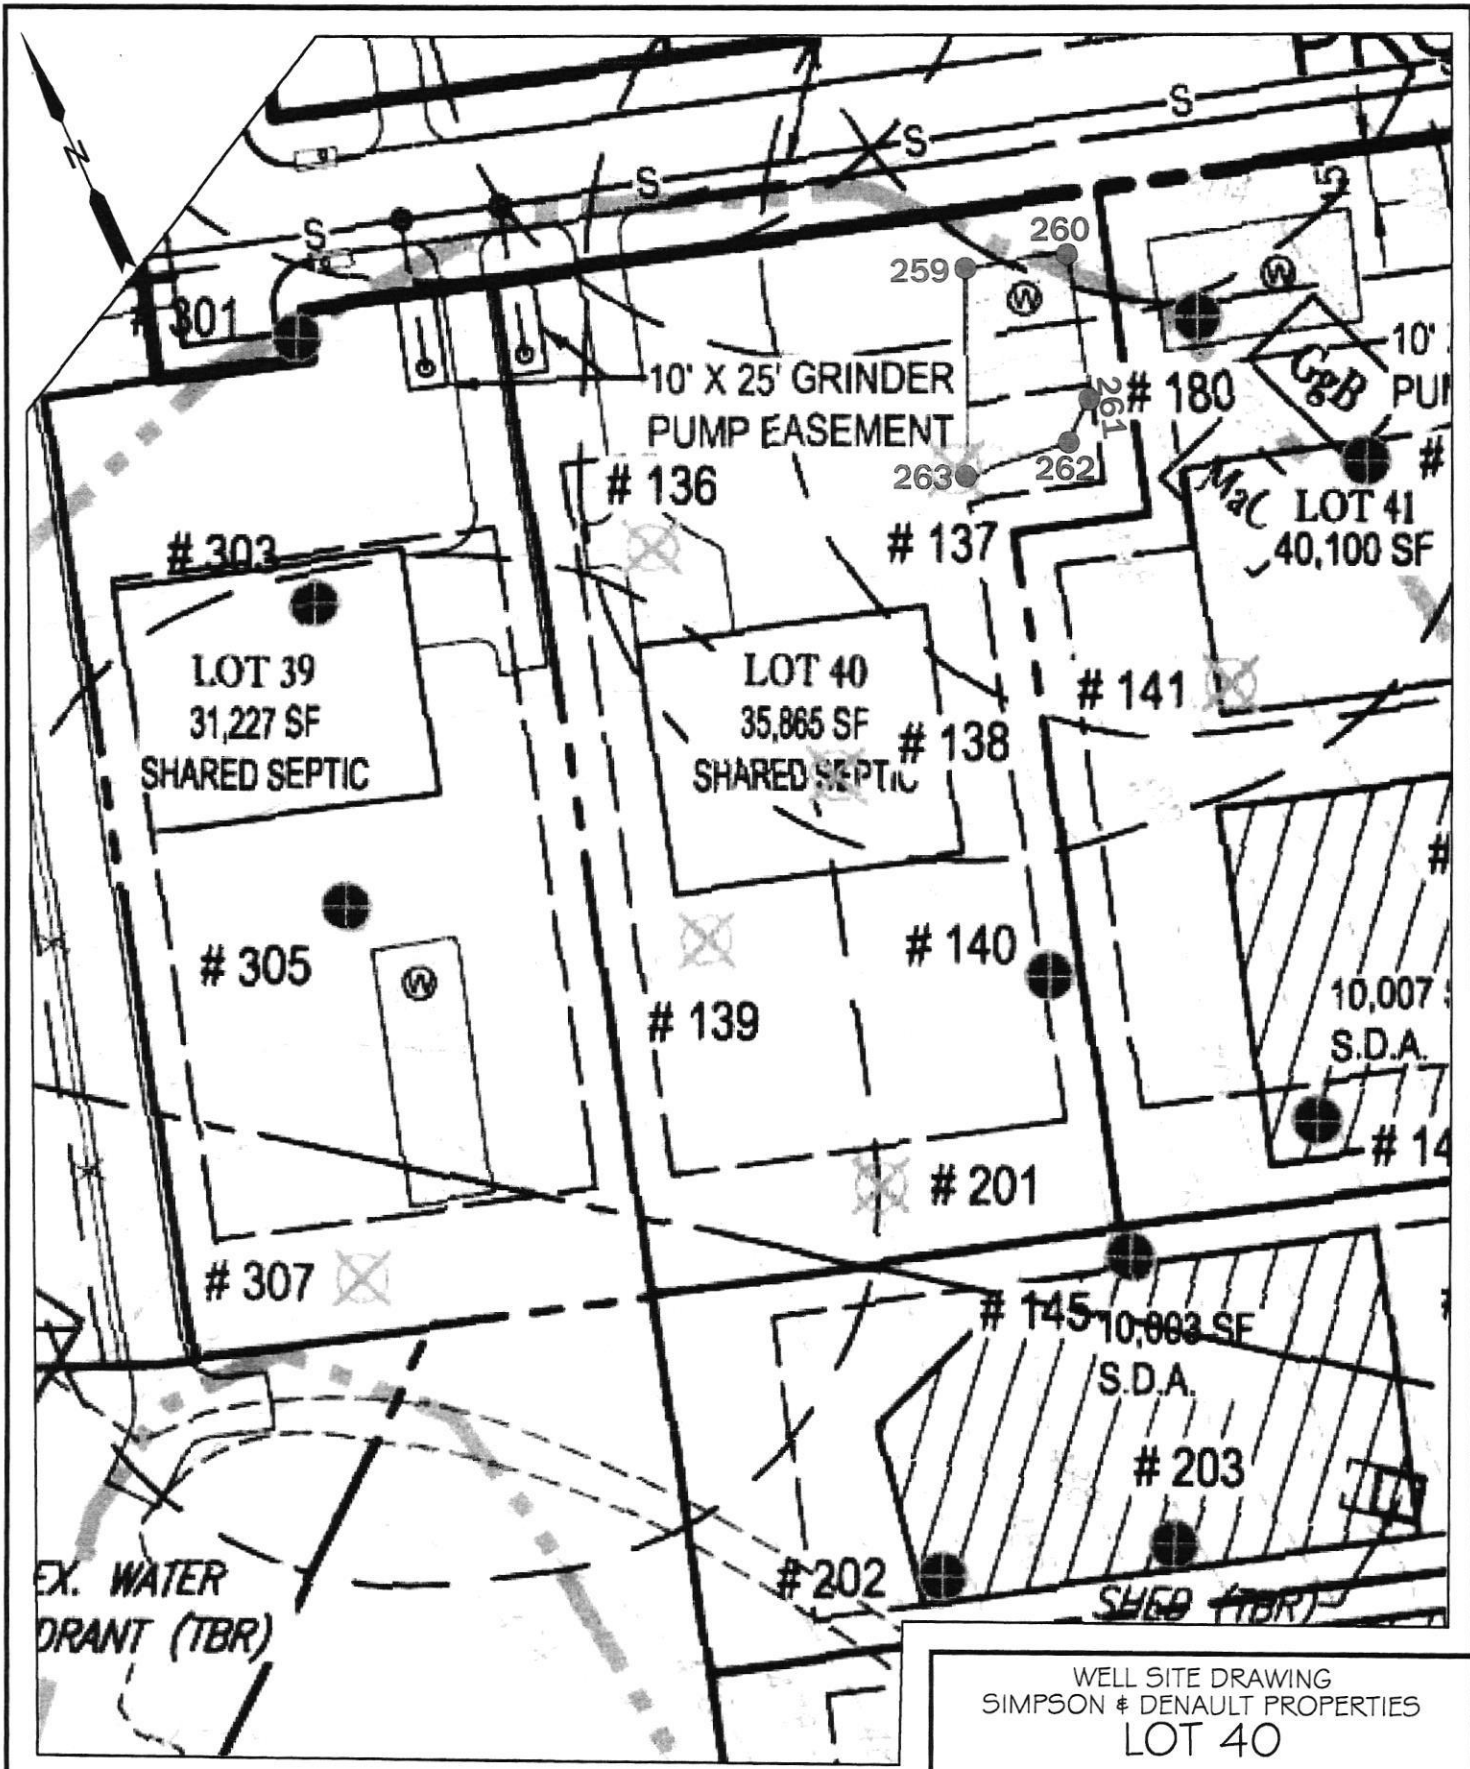 N
S
S
S
S
15
# 301
259
260
W
W
10' X 25' GRINDER
PUMP EASEMENT
261
262
263
# 180
GgB
10'
MaC
# 136
# 137
# 303
LOT 41
40,100 SF
#
LOT 39
31,227 SF
SHARED SEPTIC
LOT 40
35,865 SF
SHARED SEPTIC
# 138
# 141
#
# 305
W
# 139
# 140
10,007
S.D.A.
# 14
# 201
# 307
# 145
10,003 SF
S.D.A.
# 203
# 202
EX. WATER
DRANT (TBR)
SHED (TBR)
WELL SITE DRAWING
SIMPSON & DENAULT PROPERTIES
LOT 40